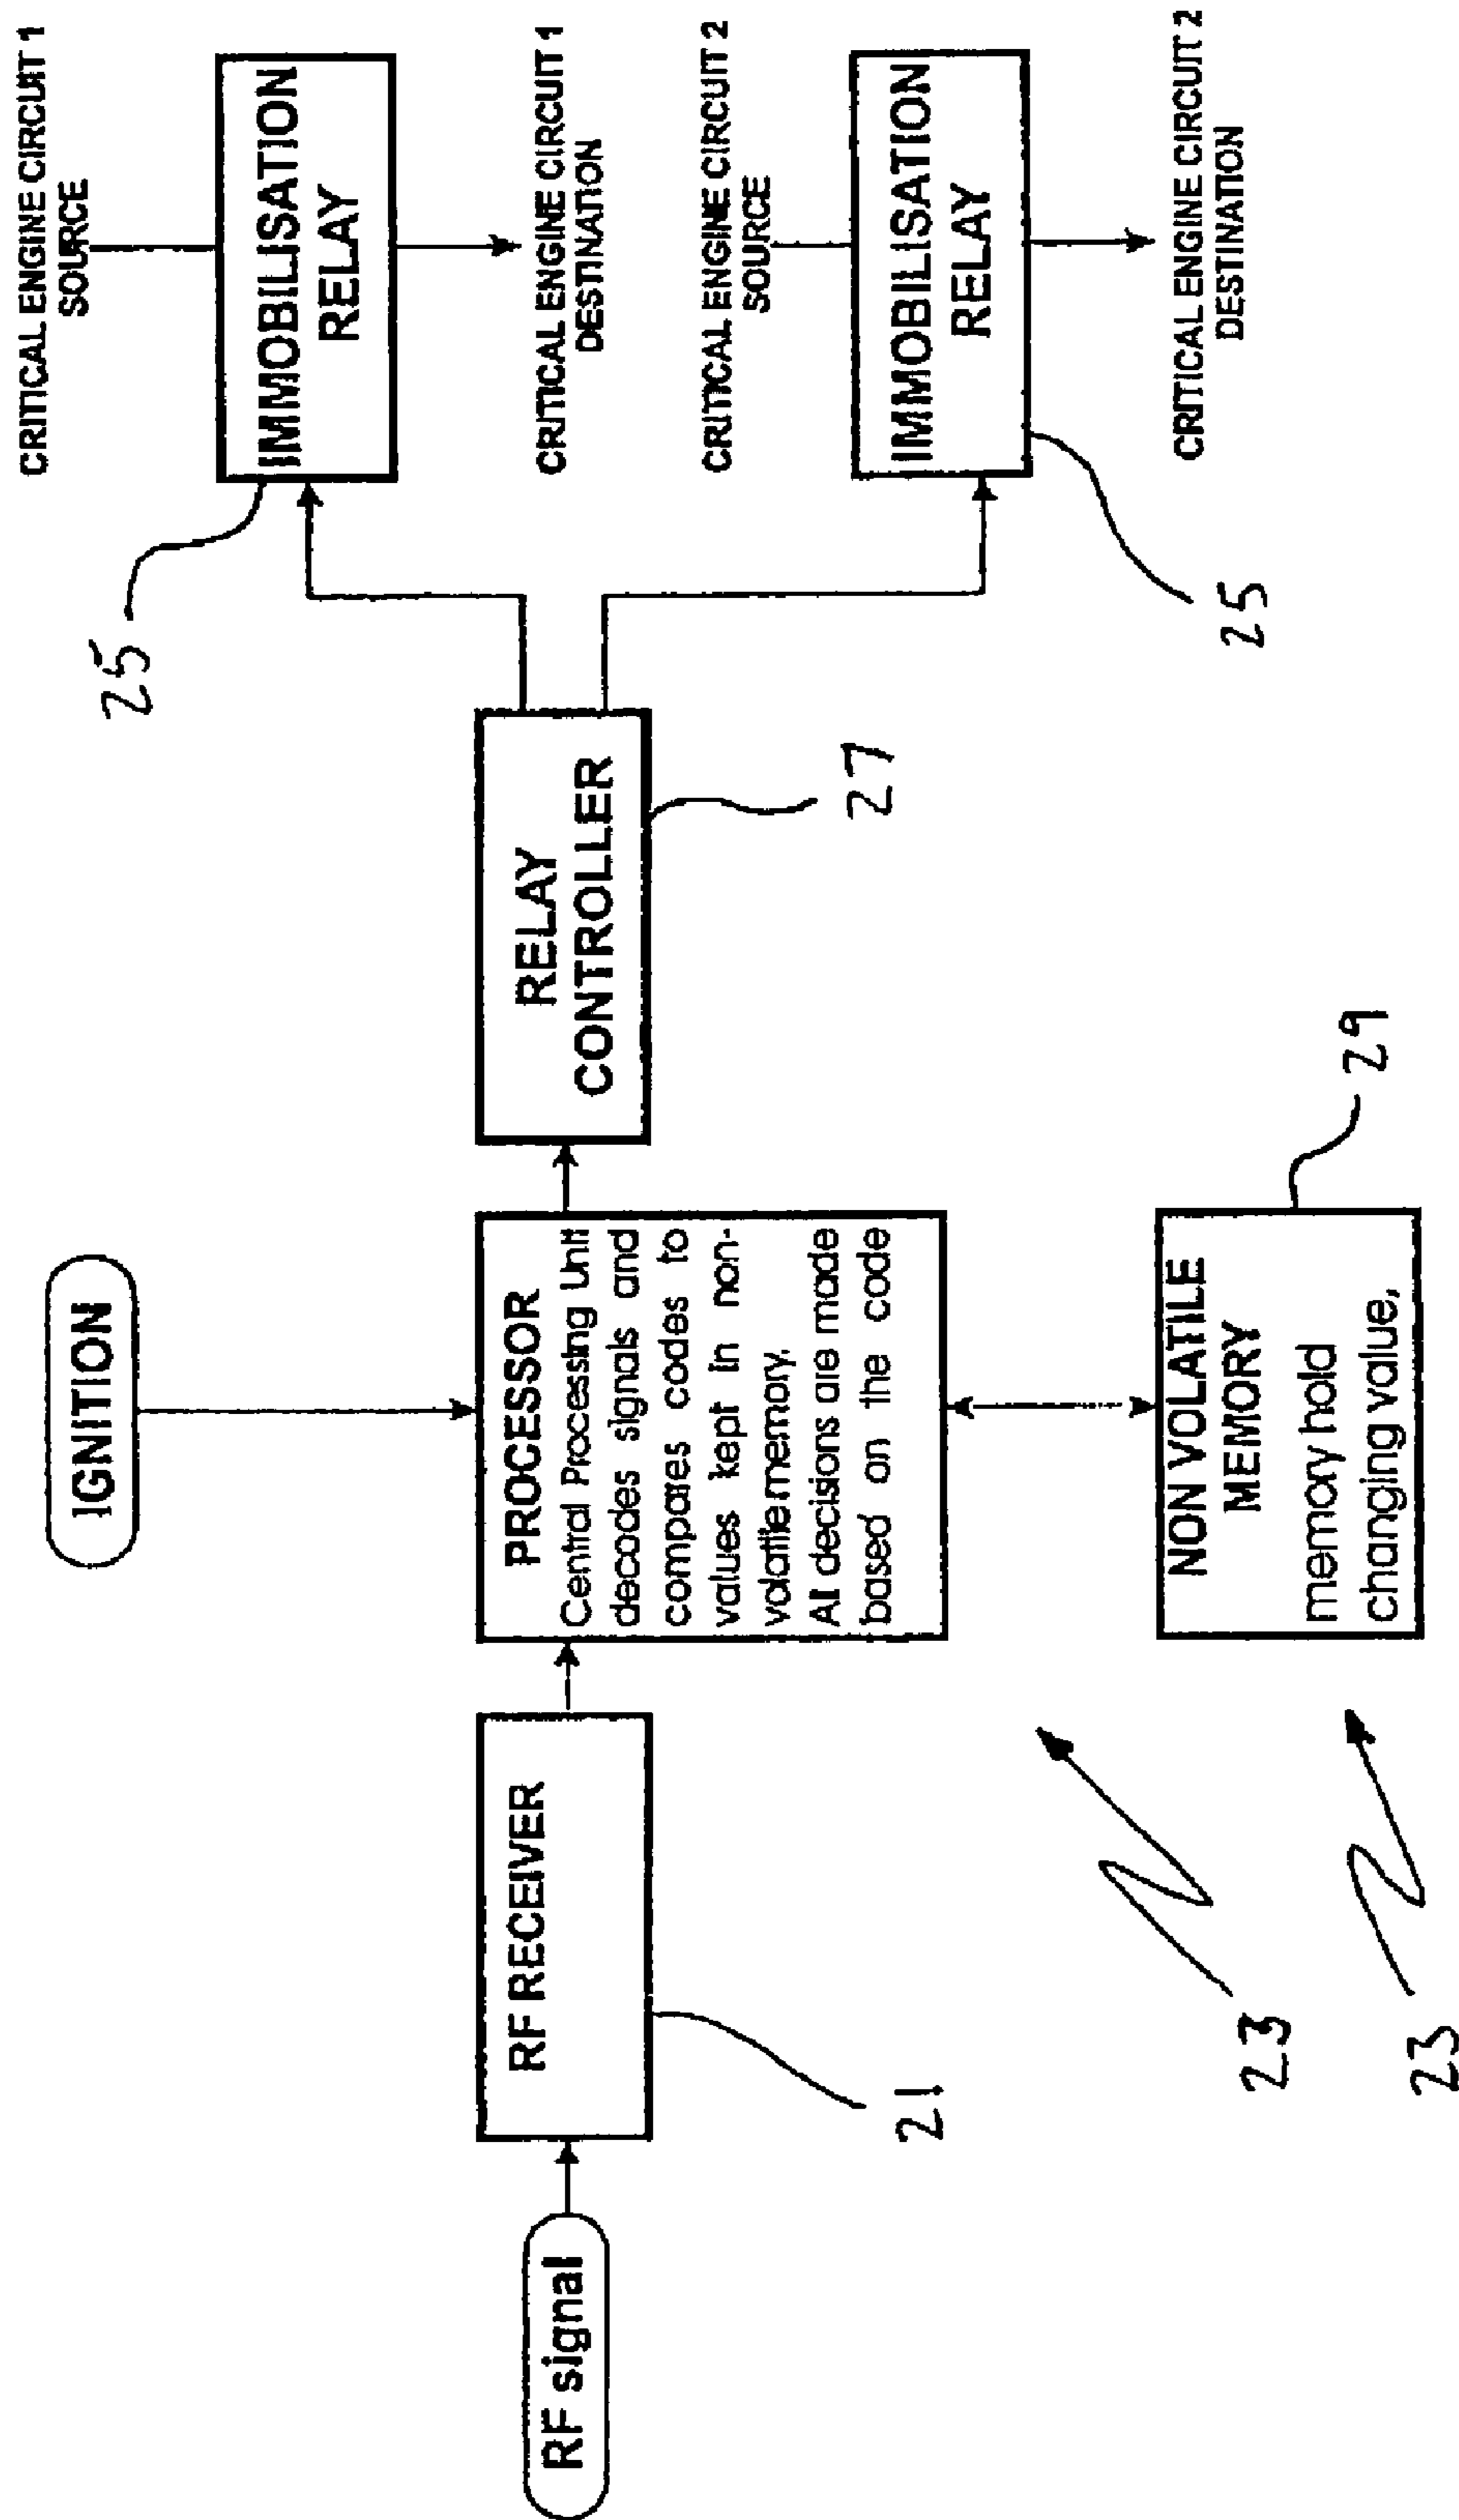 CRITICAL ENGINE CIRCUIT 1
SOURCE
IMMOBILISATION
RELAY
25
CRITICAL ENGINE CIRCUIT 1
DESTINATION
CRITICAL ENGINE CIRCUIT 2
SOURCE
IMMOBILISATION
RELAY
25
CRITICAL ENGINE CIRCUIT 2
DESTINATION
RELAY
CONTROLLER
27
IGNITION
PROCESSOR
Central Processing Unit
decodes signals and
compares codes to
values kept in non-
volatile memory.
All decisions are made
based on the code
NON VOLATILE
MEMORY
memory hold
changing value,
29
RF RECEIVER
21
RF signal
23
23